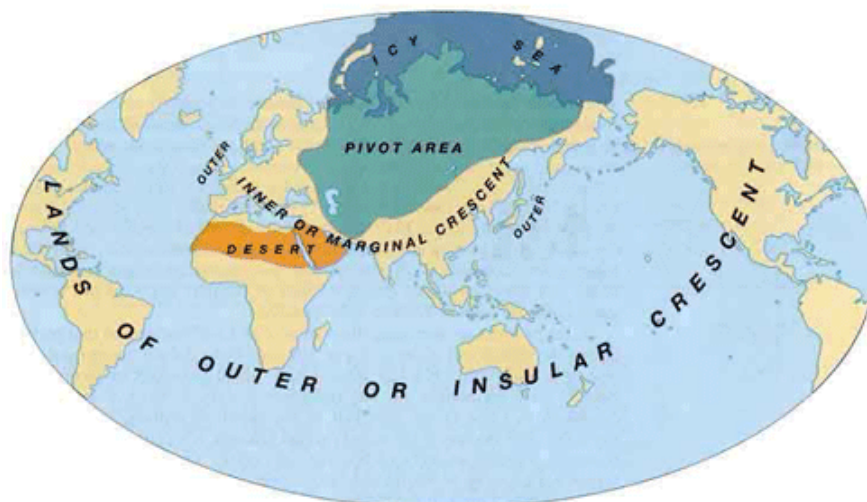 ICY SEA
PIVOT AREA
OUTER
INNER OR MARGINAL CRESCENT
OUTER
DESERT
LANDS OF OUTER OR INSULAR CRESCENT